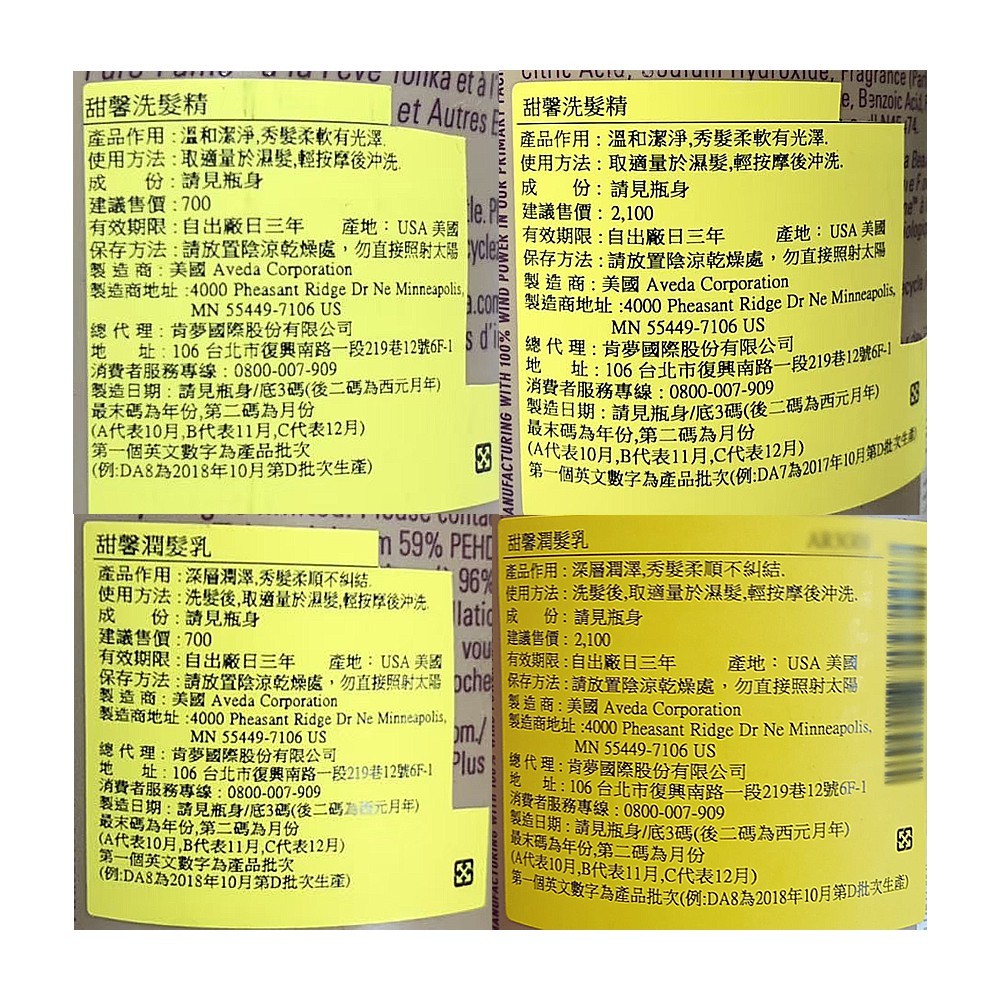 甜馨洗髮精
產品作用：溫和潔淨,秀髮柔軟有光澤.
使用方法：取適量於濕髮,輕按摩後沖洗.
成　　份：請見瓶身
建議售價：700
有效期限：自出廠日三年　產地：USA 美國
保存方法：請放置陰涼乾燥處，勿直接照射太陽
製 造 商：美國 Aveda Corporation
製造商地址 :4000 Pheasant Ridge Dr Ne Minneapolis,
MN 55449-7106 US
總 代 理：肯夢國際股份有限公司
地　　址：106 台北市復興南路一段219巷12號6F-1
消費者服務專線：0800-007-909
製造日期：請見瓶身/底3碼(後二碼為西元月年)
最末碼為年份,第二碼為月份
(A代表10月,B代表11月,C代表12月)
第一個英文數字為產品批次
(例:DA8為2018年10月第D批次生產)
et Autres
甜馨洗髮精
產品作用：溫和潔淨,秀髮柔軟有光澤.
使用方法：取適量於濕髮,輕按摩後沖洗.
成　　份：請見瓶身
建議售價：2,100
有效期限：自出廠日三年　產地：USA 美國
保存方法：請放置陰涼乾燥處，勿直接照射太陽
製 造 商：美國 Aveda Corporation
製造商地址 :4000 Pheasant Ridge Dr Ne Minneapolis,
MN 55449-7106 US
總 代 理：肯夢國際股份有限公司
地　　址：106 台北市復興南路一段219巷12號6F-1
消費者服務專線：0800-007-909
製造日期：請見瓶身/底3碼(後二碼為西元月年)
最末碼為年份,第二碼為月份
(A代表10月,B代表11月,C代表12月)
第一個英文數字為產品批次(例:DA7為2017年10月第D批次生產)
MANUFACTURING WITH 100% WIND POWER IN OUR PRIMARY
甜馨潤髮乳
產品作用：深層潤澤,秀髮柔順不糾結.
使用方法：洗髮後,取適量於濕髮,輕按摩後沖洗.
成　　份：請見瓶身
建議售價：700
有效期限：自出廠日三年　產地：USA 美國
保存方法：請放置陰涼乾燥處，勿直接照射太陽
製 造 商：美國 Aveda Corporation
製造商地址 :4000 Pheasant Ridge Dr Ne Minneapolis,
MN 55449-7106 US
總 代 理：肯夢國際股份有限公司
地　　址：106 台北市復興南路一段219巷12號6F-1
消費者服務專線：0800-007-909
製造日期：請見瓶身/底3碼(後二碼為西元月年)
最末碼為年份,第二碼為月份
(A代表10月,B代表11月,C代表12月)
第一個英文數字為產品批次
(例:DA8為2018年10月第D批次生產)
59% PEHD
96%
甜馨潤髮乳
產品作用：深層潤澤,秀髮柔順不糾結.
使用方法：洗髮後,取適量於濕髮,輕按摩後沖洗.
成　　份：請見瓶身
建議售價：2,100
有效期限：自出廠日三年　產地：USA 美國
保存方法：請放置陰涼乾燥處，勿直接照射太陽
製 造 商：美國 Aveda Corporation
製造商地址 :4000 Pheasant Ridge Dr Ne Minneapolis,
MN 55449-7106 US
總 代 理：肯夢國際股份有限公司
地　　址：106 台北市復興南路一段219巷12號6F-1
消費者服務專線：0800-007-909
製造日期：請見瓶身/底3碼(後二碼為西元月年)
最末碼為年份,第二碼為月份
(A代表10月,B代表11月,C代表12月)
第一個英文數字為產品批次(例:DA8為2018年10月第D批次生產)